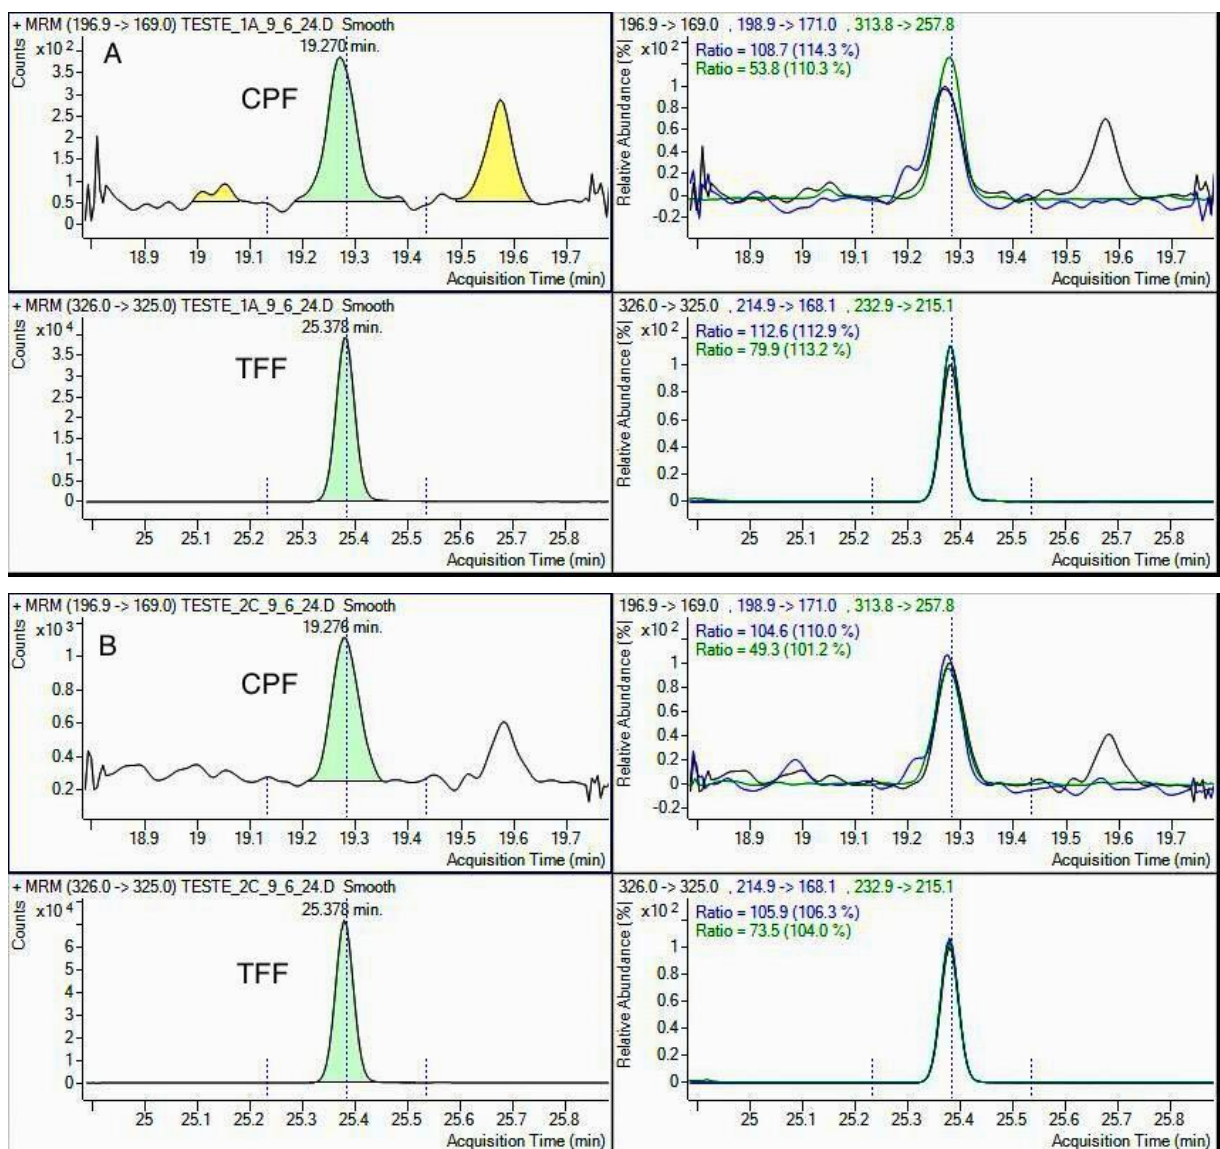 + MRM (196.9 -> 169.0) TESTE_1A_9_6_24.D Smooth
Counts
x10 2
A
19.270 min.
CPF
3.5
3
2.5
2
1.5
1
0.5
0
18.9 19 19.1 19.2 19.3 19.4 19.5 19.6 19.7
Acquisition Time (min)
196.9 -> 169.0 , 198.9 -> 171.0 , 313.8 -> 257.8
Relative Abundance (%)
x10 2
Ratio = 108.7 (114.3 %)
Ratio = 53.8 (110.3 %)
1
0.8
0.6
0.4
0.2
0
-0.2
18.9 19 19.1 19.2 19.3 19.4 19.5 19.6 19.7
Acquisition Time (min)
+ MRM (326.0 -> 325.0) TESTE_1A_9_6_24.D Smooth
Counts
x10 4
25.378 min.
TFF
3.5
3
2.5
2
1.5
1
0.5
0
25 25.1 25.2 25.3 25.4 25.5 25.6 25.7 25.8
Acquisition Time (min)
326.0 -> 325.0 , 214.9 -> 168.1 , 232.9 -> 215.1
Relative Abundance (%)
x10 2
Ratio = 112.6 (112.9 %)
Ratio = 79.9 (113.2 %)
1
0.8
0.6
0.4
0.2
0
25 25.1 25.2 25.3 25.4 25.5 25.6 25.7 25.8
Acquisition Time (min)
+ MRM (196.9 -> 169.0) TESTE_2C_9_6_24.D Smooth
Counts
x10 3
B
19.276 min.
CPF
1
0.8
0.6
0.4
0.2
18.9 19 19.1 19.2 19.3 19.4 19.5 19.6 19.7
Acquisition Time (min)
196.9 -> 169.0 , 198.9 -> 171.0 , 313.8 -> 257.8
Relative Abundance (%)
x10 2
Ratio = 104.6 (110.0 %)
Ratio = 49.3 (101.2 %)
1
0.8
0.6
0.4
0.2
0
-0.2
18.9 19 19.1 19.2 19.3 19.4 19.5 19.6 19.7
Acquisition Time (min)
+ MRM (326.0 -> 325.0) TESTE_2C_9_6_24.D Smooth
Counts
x10 4
25.378 min.
TFF
6
5
4
3
2
1
0
25 25.1 25.2 25.3 25.4 25.5 25.6 25.7 25.8
Acquisition Time (min)
326.0 -> 325.0 , 214.9 -> 168.1 , 232.9 -> 215.1
Relative Abundance (%)
x10 2
Ratio = 105.9 (106.3 %)
Ratio = 73.5 (104.0 %)
1
0.8
0.6
0.4
0.2
0
25 25.1 25.2 25.3 25.4 25.5 25.6 25.7 25.8
Acquisition Time (min)